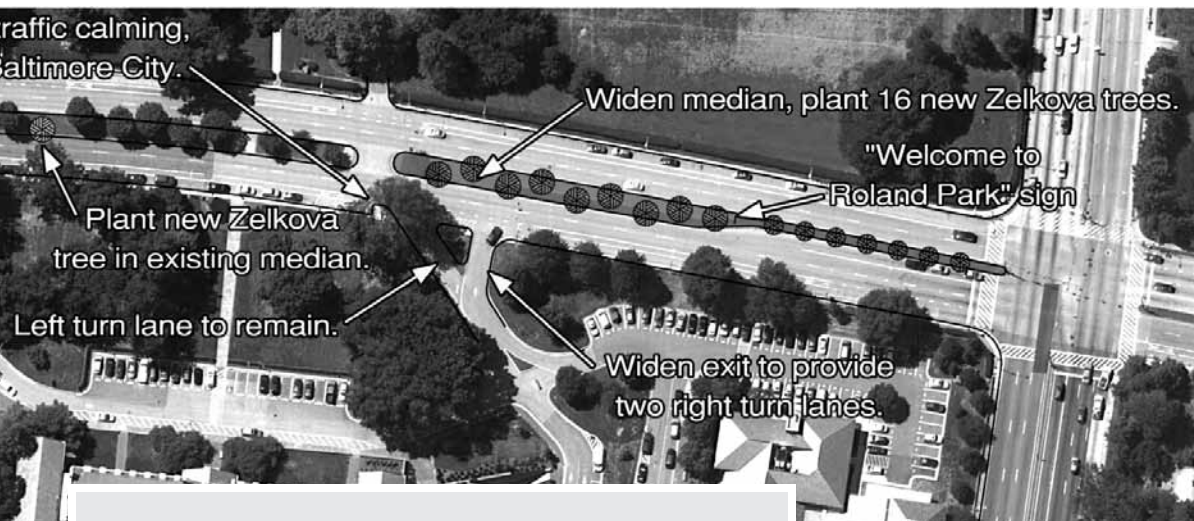 traffic calming,
Baltimore City.
Widen median, plant 16 new Zelkova trees.
"Welcome to
Roland Park" sign
Plant new Zelkova
tree in existing median.
Left turn lane to remain.
Widen exit to provide
two right turn lanes.